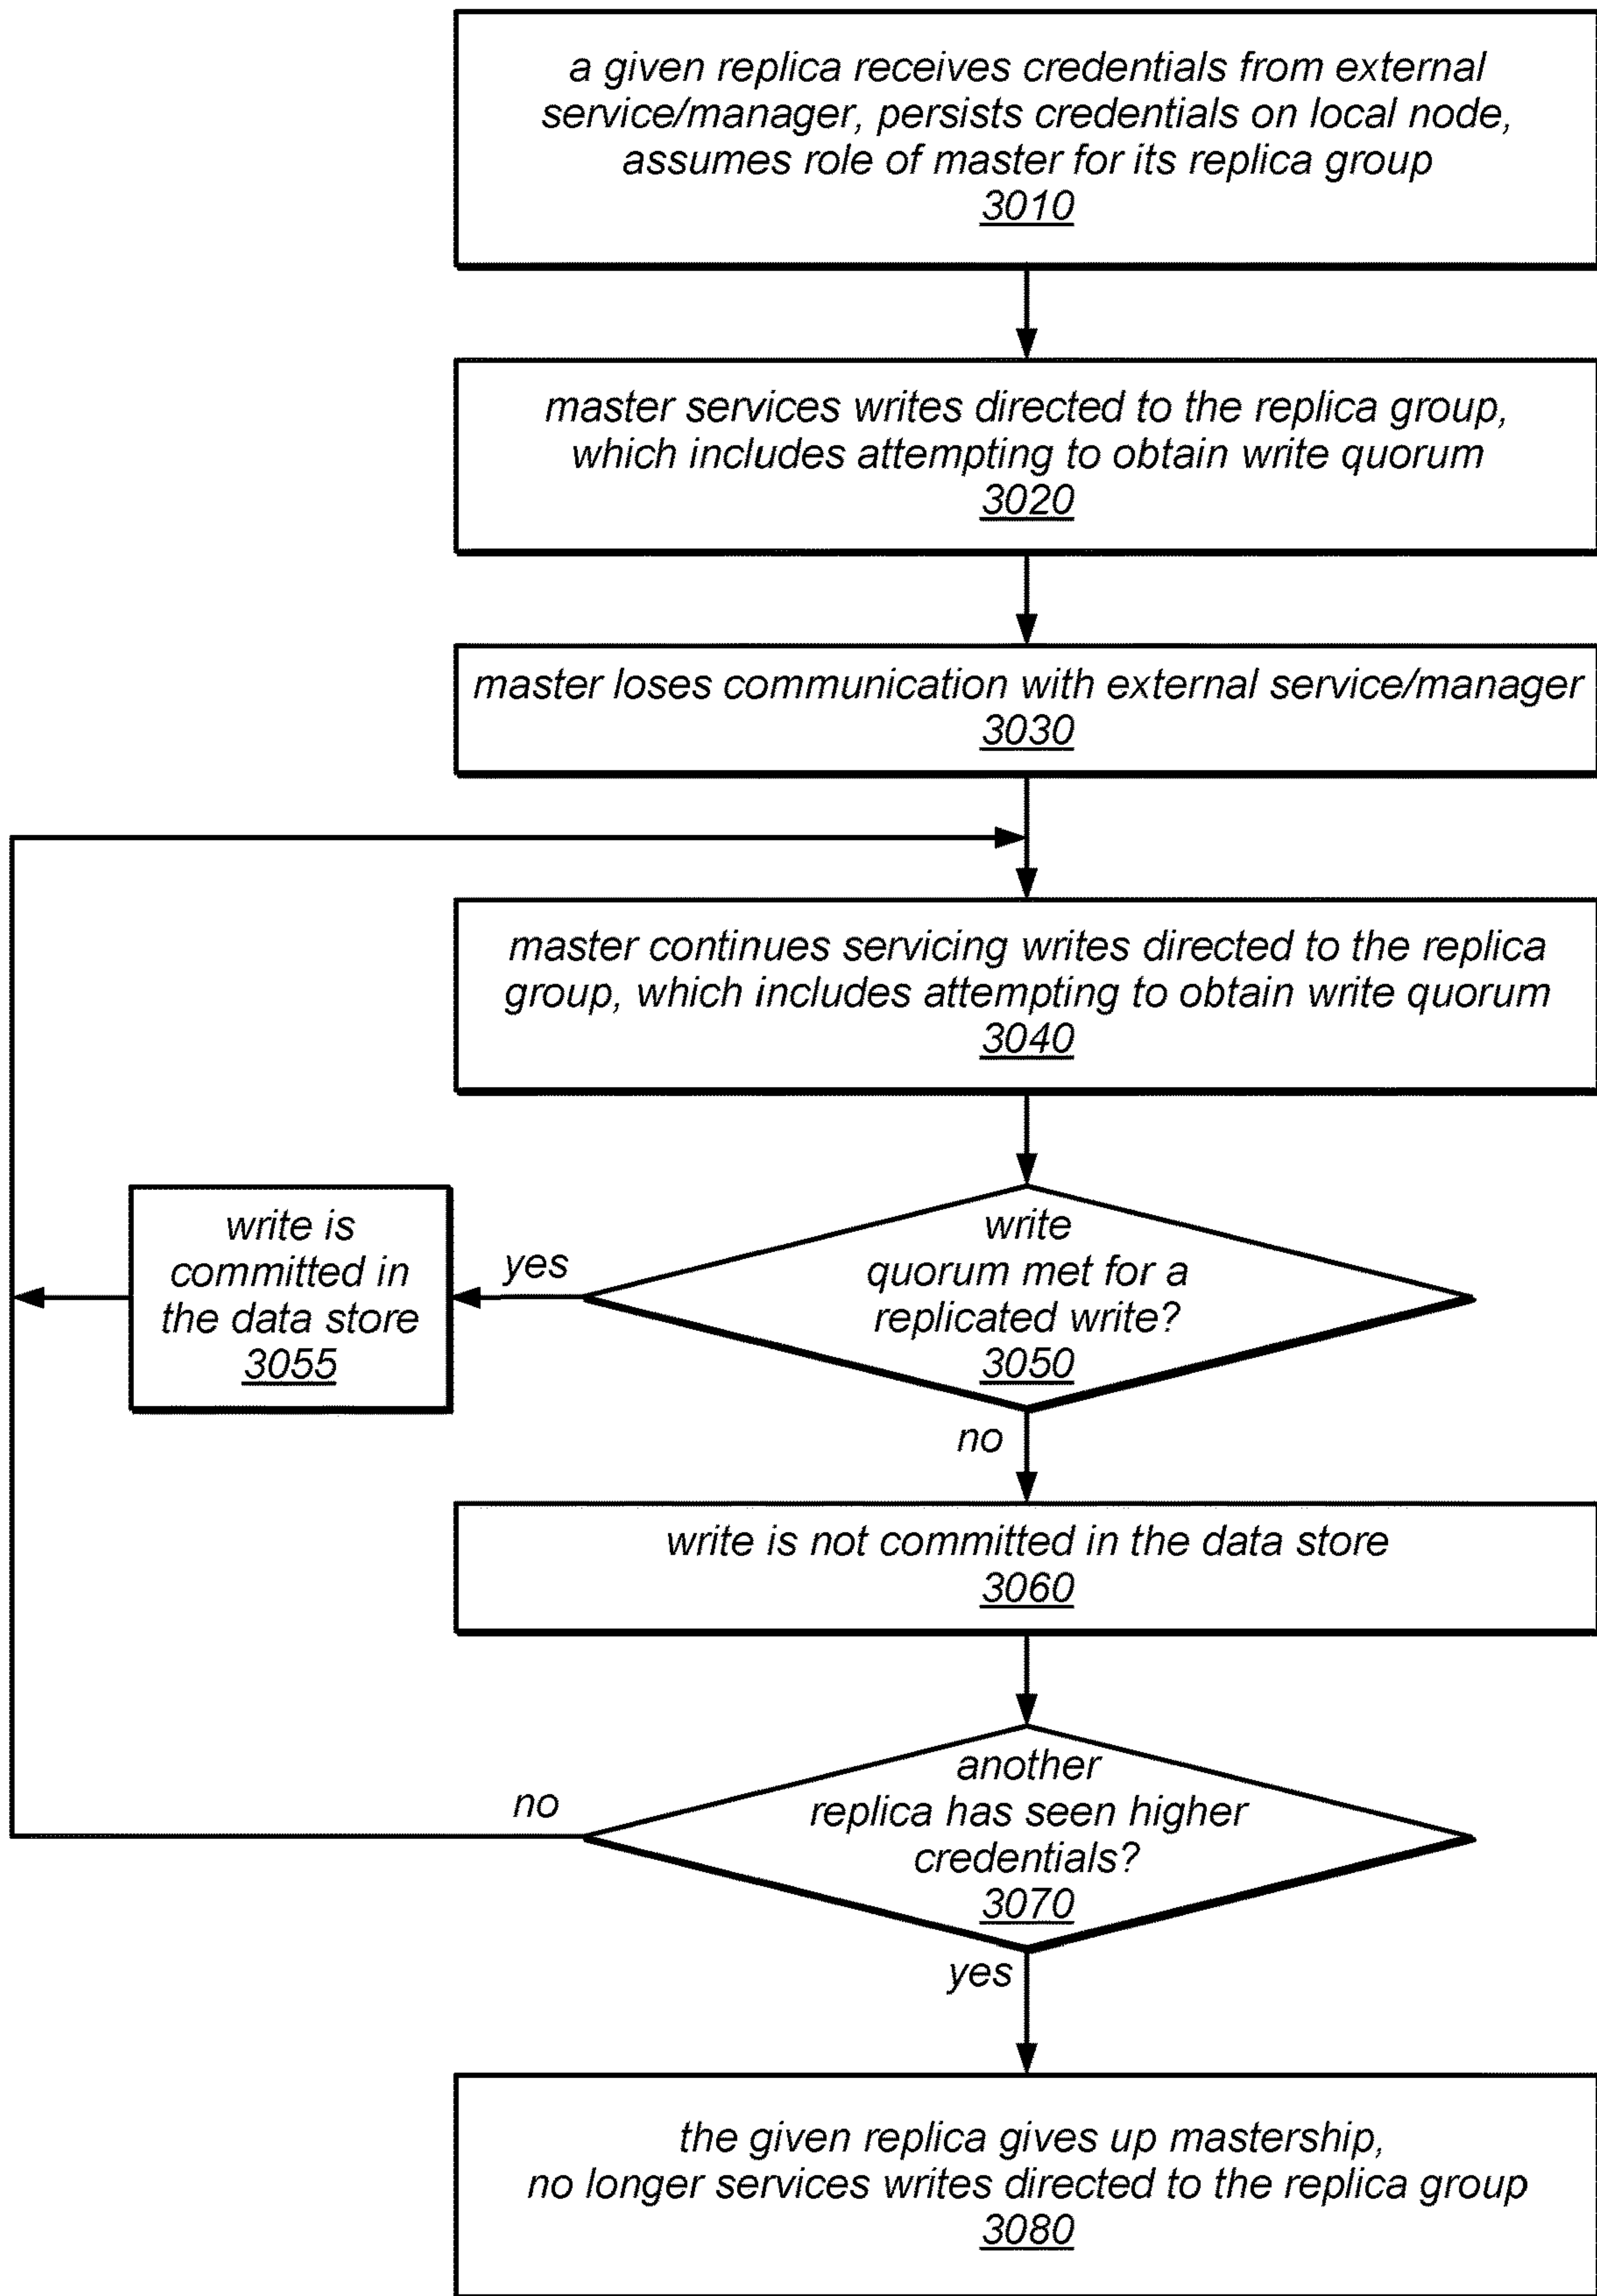 a given replica receives credentials from external
service/manager, persists credentials on local node,
assumes role of master for its replica group
3010
master services writes directed to the replica group,
which includes attempting to obtain write quorum
3020
master loses communication with external service/manager
3030
master continues servicing writes directed to the replica
group, which includes attempting to obtain write quorum
3040
write
quorum met for a
replicated write?
3050
yes
write is
committed in
the data store
3055
no
write is not committed in the data store
3060
another
replica has seen higher
credentials?
3070
no
yes
the given replica gives up mastership,
no longer services writes directed to the replica group
3080